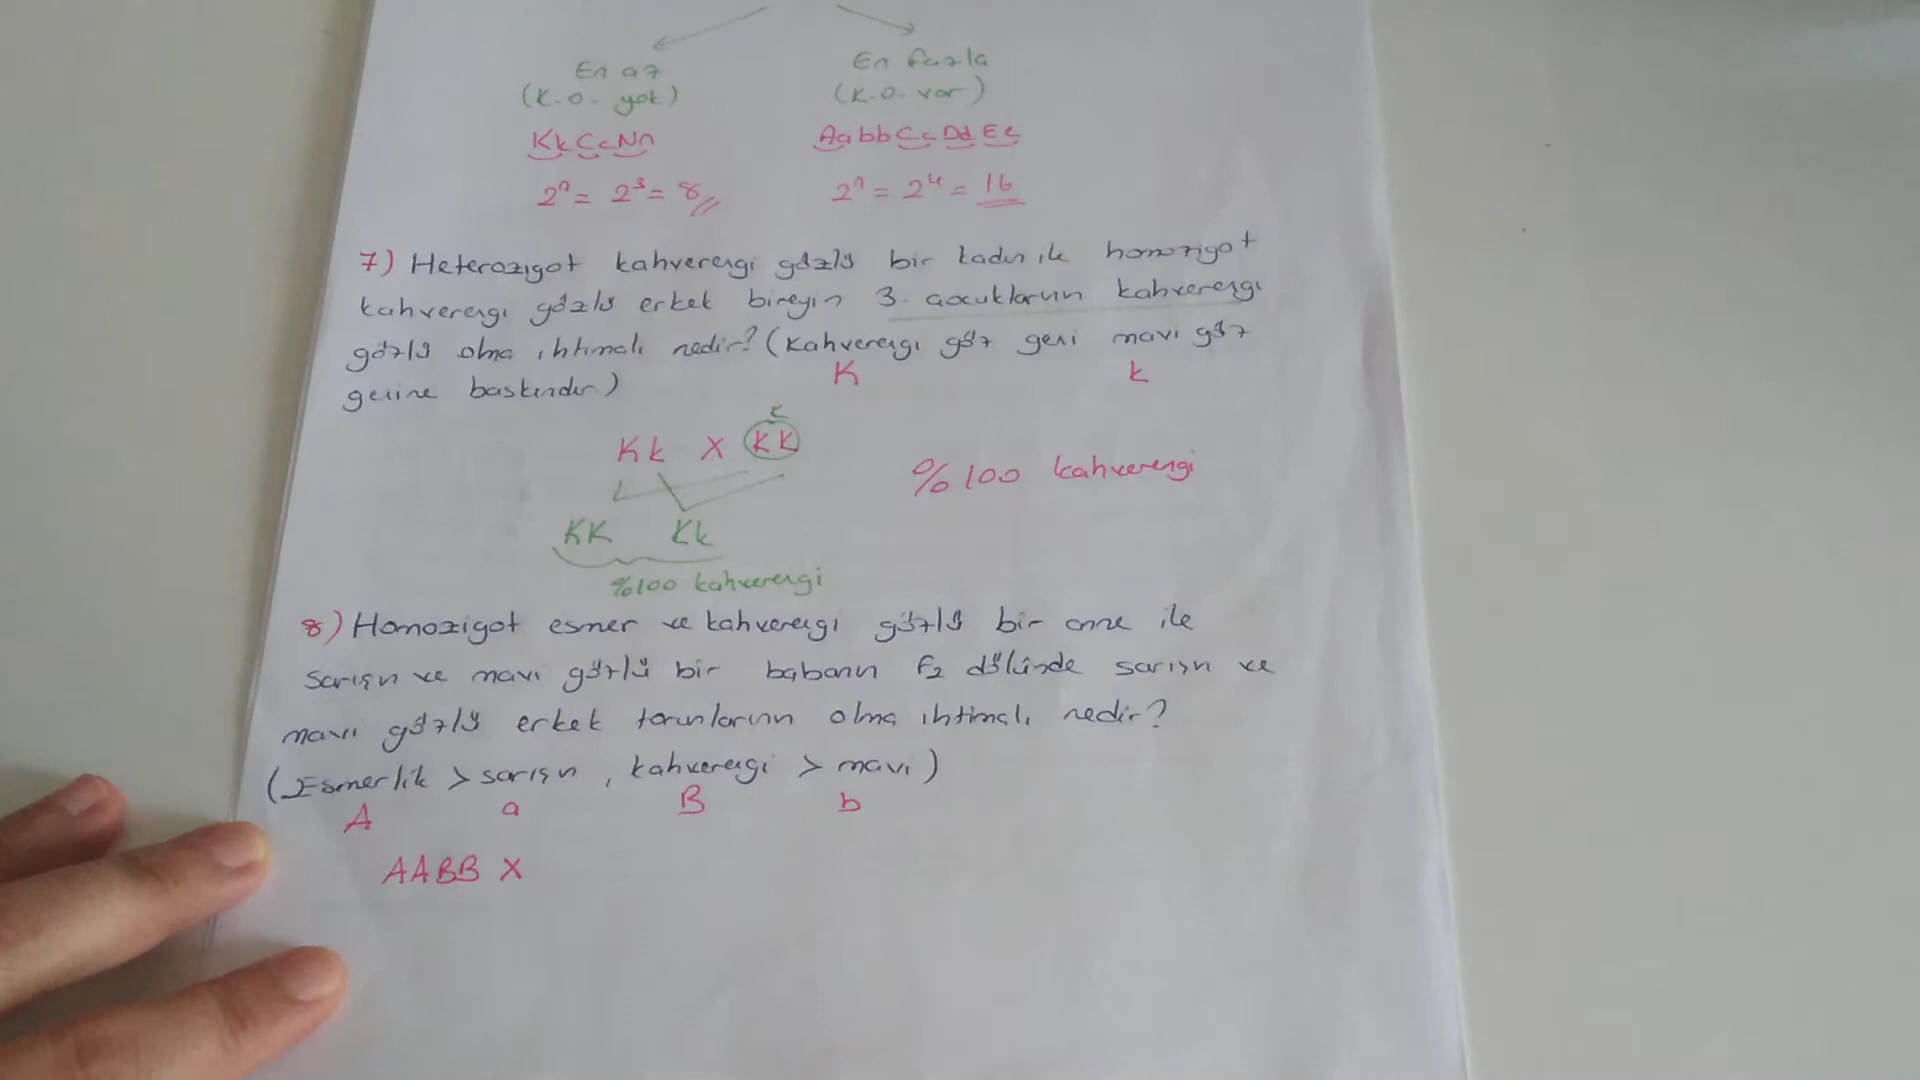 En az
(K.O. yok)
KkCcNn
2ⁿ = 2³ = 8
En fazla
(K.O. var)
AabbCcDdEe
2ⁿ = 2⁴ = 16
7) Heterozigot kahverengi gözlü bir kadın ile homozigot
kahverengi gözlü erkek bireyin 3. çocuklarının kahverengi
gözlü olma ihtimali nedir? (Kahverengi göz geni mavi göz
K k
genine baskındır.)
K
Kk X KK
%100 kahverengi
KK Kk
%100 kahverengi
8) Homozigot esmer ve kahverengi gözlü bir anne ile
sarışın ve mavi gözlü bir babanın F2 dölünde sarışın ve
mavi gözlü erkek torunlarının olma ihtimali nedir?
(Esmerlik > sarışın, kahverengi > mavi)
A a B b
AABB X